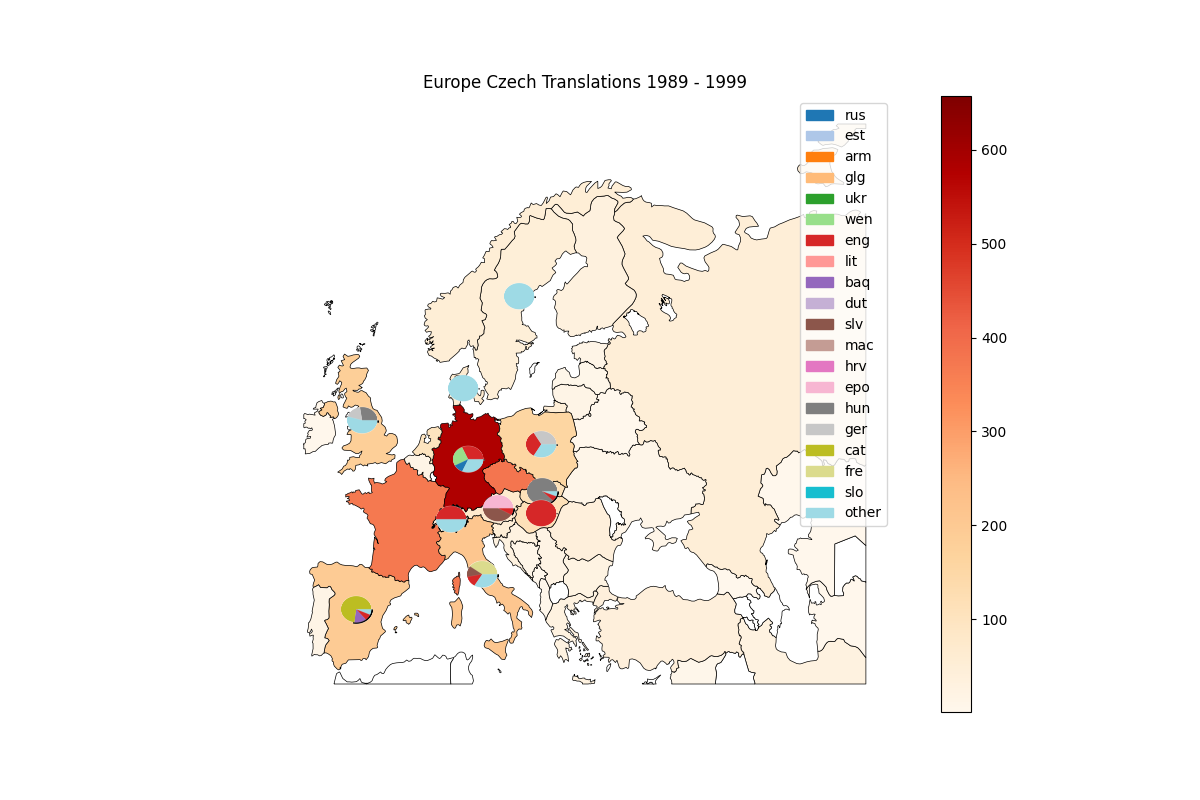 Europe Czech Translations 1989 - 1999
rus
est
arm
glg
ukr
wen
eng
lit
baq
dut
slv
mac
hrv
epo
hun
ger
cat
fre
slo
other
600
500
400
300
200
100